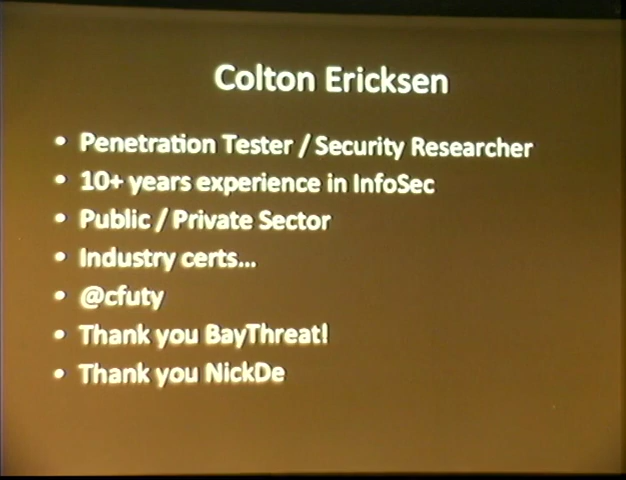 Colton Ericksen
• Penetration Tester / Security Researcher
• 10+ years experience in InfoSec
• Public / Private Sector
• Industry certs...
• @cfuty
• Thank you BayThreat!
• Thank you NickDe